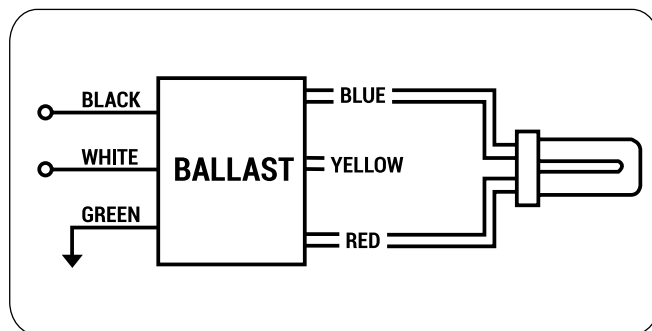 BLACK
WHITE
GREEN
BALLAST
BLUE
YELLOW
RED